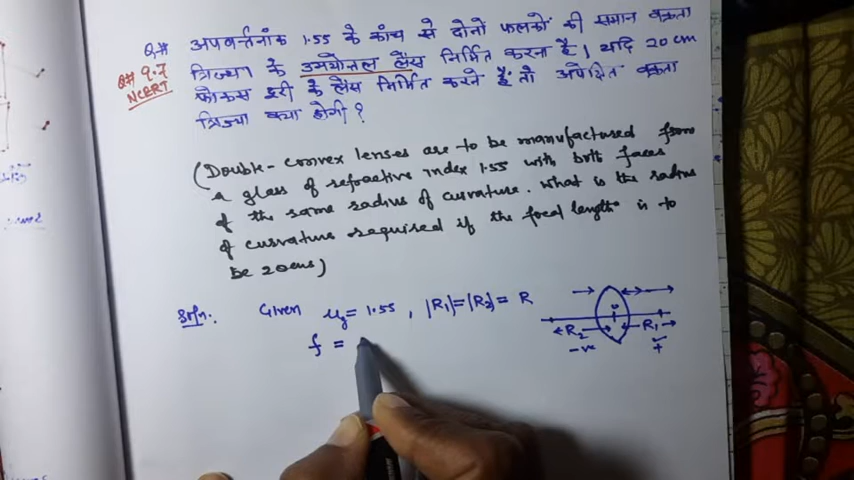 Q# अपवर्त्तनांक 1.55 के कांच से दोनों फलकों की समान वक्रता
Q# 9.7 NCERT
त्रिज्या के उभयोत्तल लेंस निर्मित करना है। यदि 20 cm
फोकस दूरी के लेंस निर्मित करने हैं तो अपेक्षित वक्रता
त्रिज्या क्या होगी?
(Double-convex lenses are to be manufactured from
a glass of refractive index 1.55 with both faces
of the same radius of curvature. What is the radius
of curvature required if the focal length is to
be 20cms)
Soln. Given μg = 1.55, |R1|=|R2|= R
f =
R2 R1
-ve +